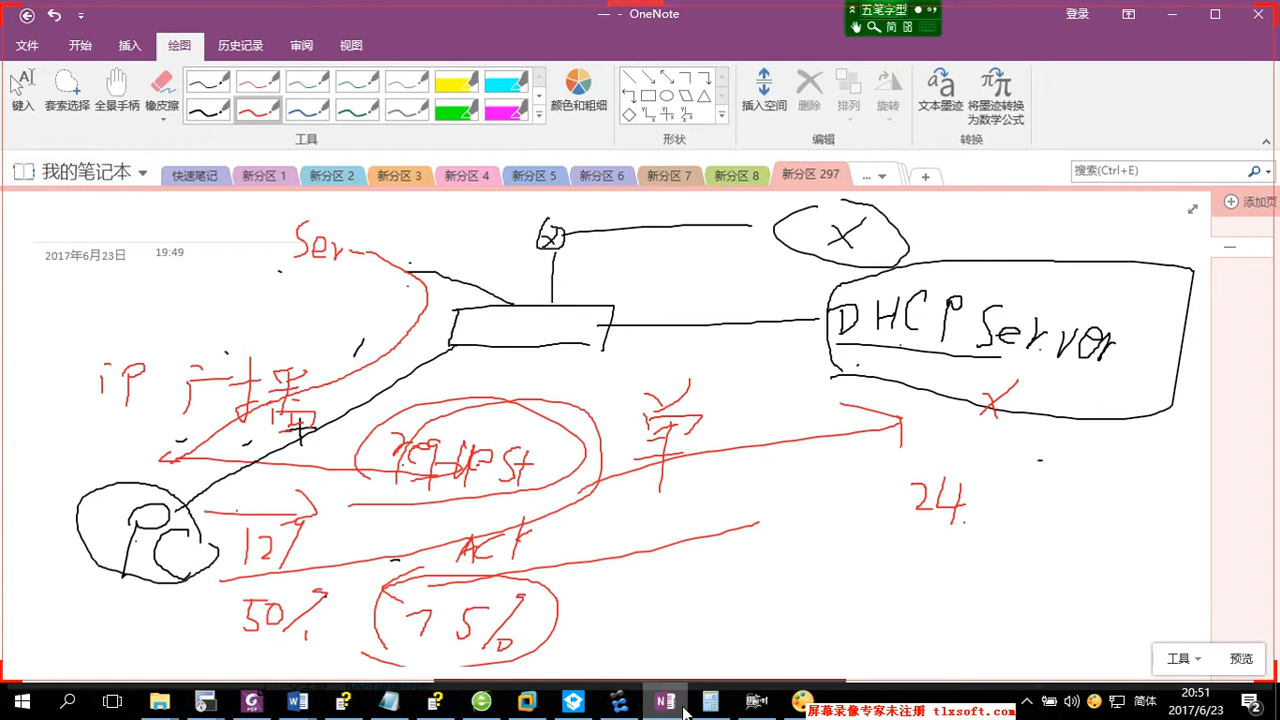 OneNote
五笔字型
简
登录
文件 开始 插入 绘图 历史记录 审阅 视图
键入 套索选择 全景手柄 橡皮擦
颜色和粗细
插入空间 删除 排列 旋转
文本墨迹 将墨迹转换为数学公式
工具 形状 编辑 转换
我的笔记本 快速笔记 新分区 1 新分区 2 新分区 3 新分区 4 新分区 5 新分区 6 新分区 7 新分区 8 新分区 297 ...
搜索(Ctrl+E)
添加页
2017年6月23日 19:49
Ser
X
DHCP Server
iP 广播
单
X
request
24
PC
12
ACK
50%
75%
工具 预览
简体
20:51
2017/6/23
2
屏幕录像专家未注册 tlxsoft.com